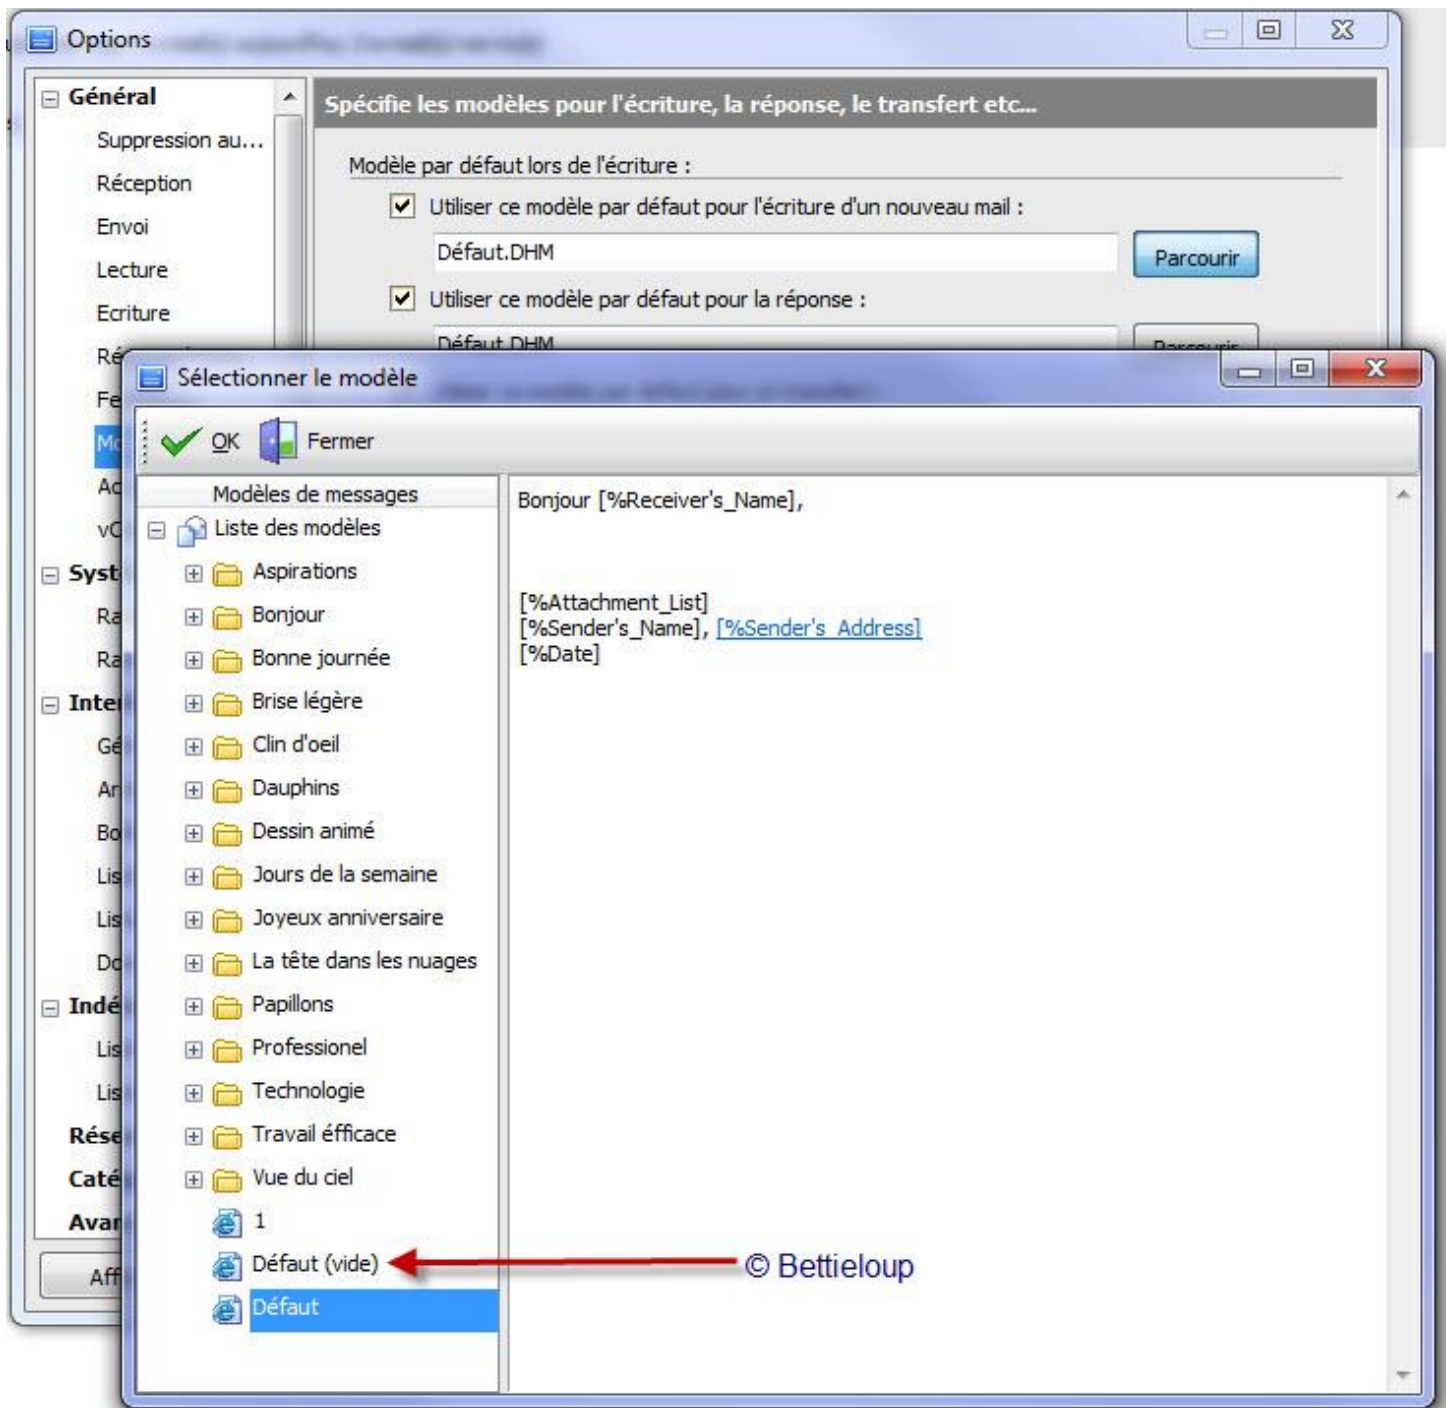 Options
Général
Suppression au...
Réception
Envoi
Lecture
Ecriture
Spécifie les modèles pour l'écriture, la réponse, le transfert etc...
Modèle par défaut lors de l'écriture :
Utiliser ce modèle par défaut pour l'écriture d'un nouveau mail :
Défaut.DHM
Parcourir
Utiliser ce modèle par défaut pour la réponse :
Défaut.DHM
Parcourir
Sélectionner le modèle
OK
Fermer
Modèles de messages
Liste des modèles
Aspirations
Bonjour
Bonne journée
Brise légère
Clin d'oeil
Dauphins
Dessin animé
Jours de la semaine
Joyeux anniversaire
La tête dans les nuages
Papillons
Professionel
Technologie
Travail éfficace
Vue du ciel
1
Défaut (vide)
Défaut
Bonjour [%Receiver's_Name],
[%Attachment_List]
[%Sender's_Name], [%Sender's_Address]
[%Date]
© Bettieloup